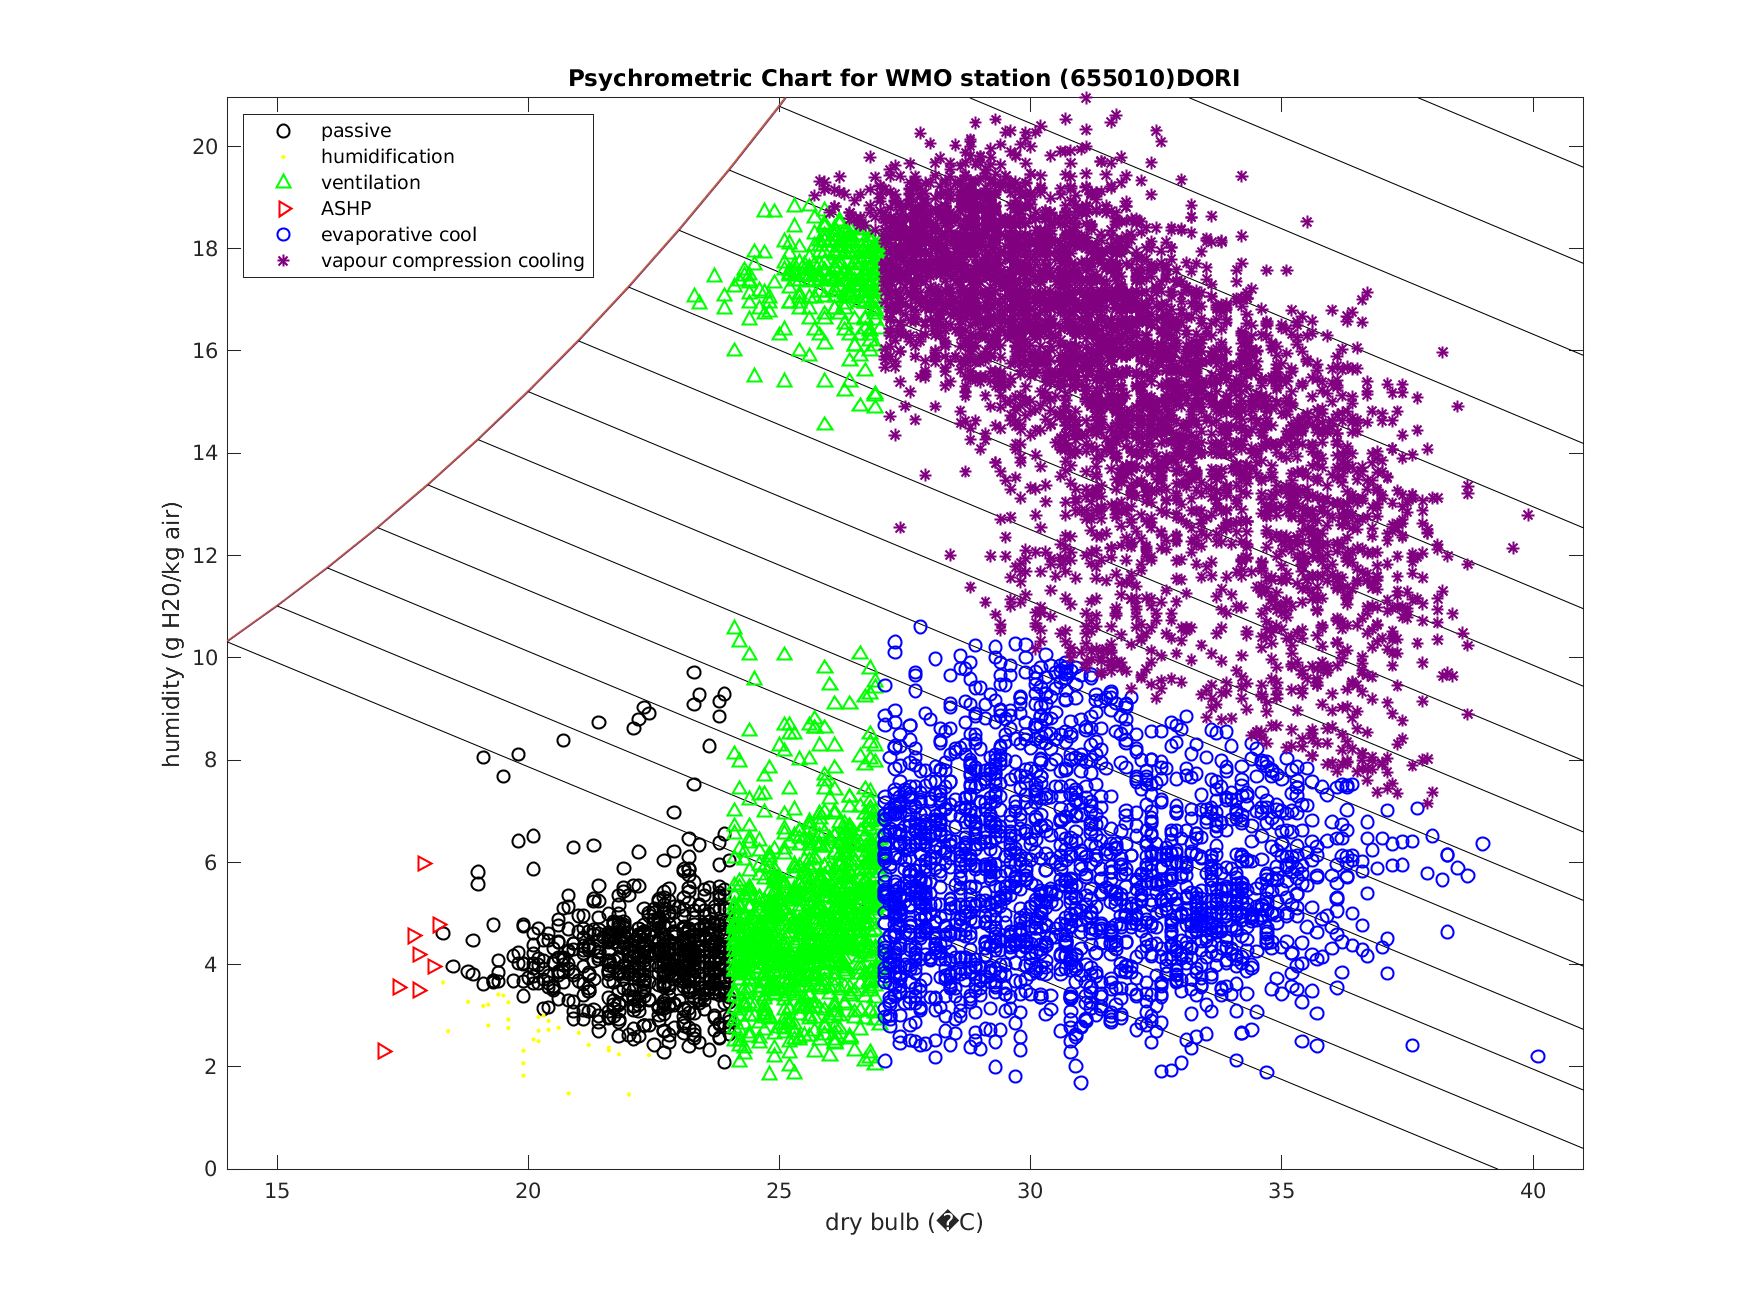 Psychrometric Chart for WMO station (655010)DORI
passive
humidification
ventilation
ASHP
evaporative cool
vapour compression cooling
humidity (g H20/kg air)
20
18
16
14
12
10
8
6
4
2
0
15
20
25
30
35
40
dry bulb (�C)